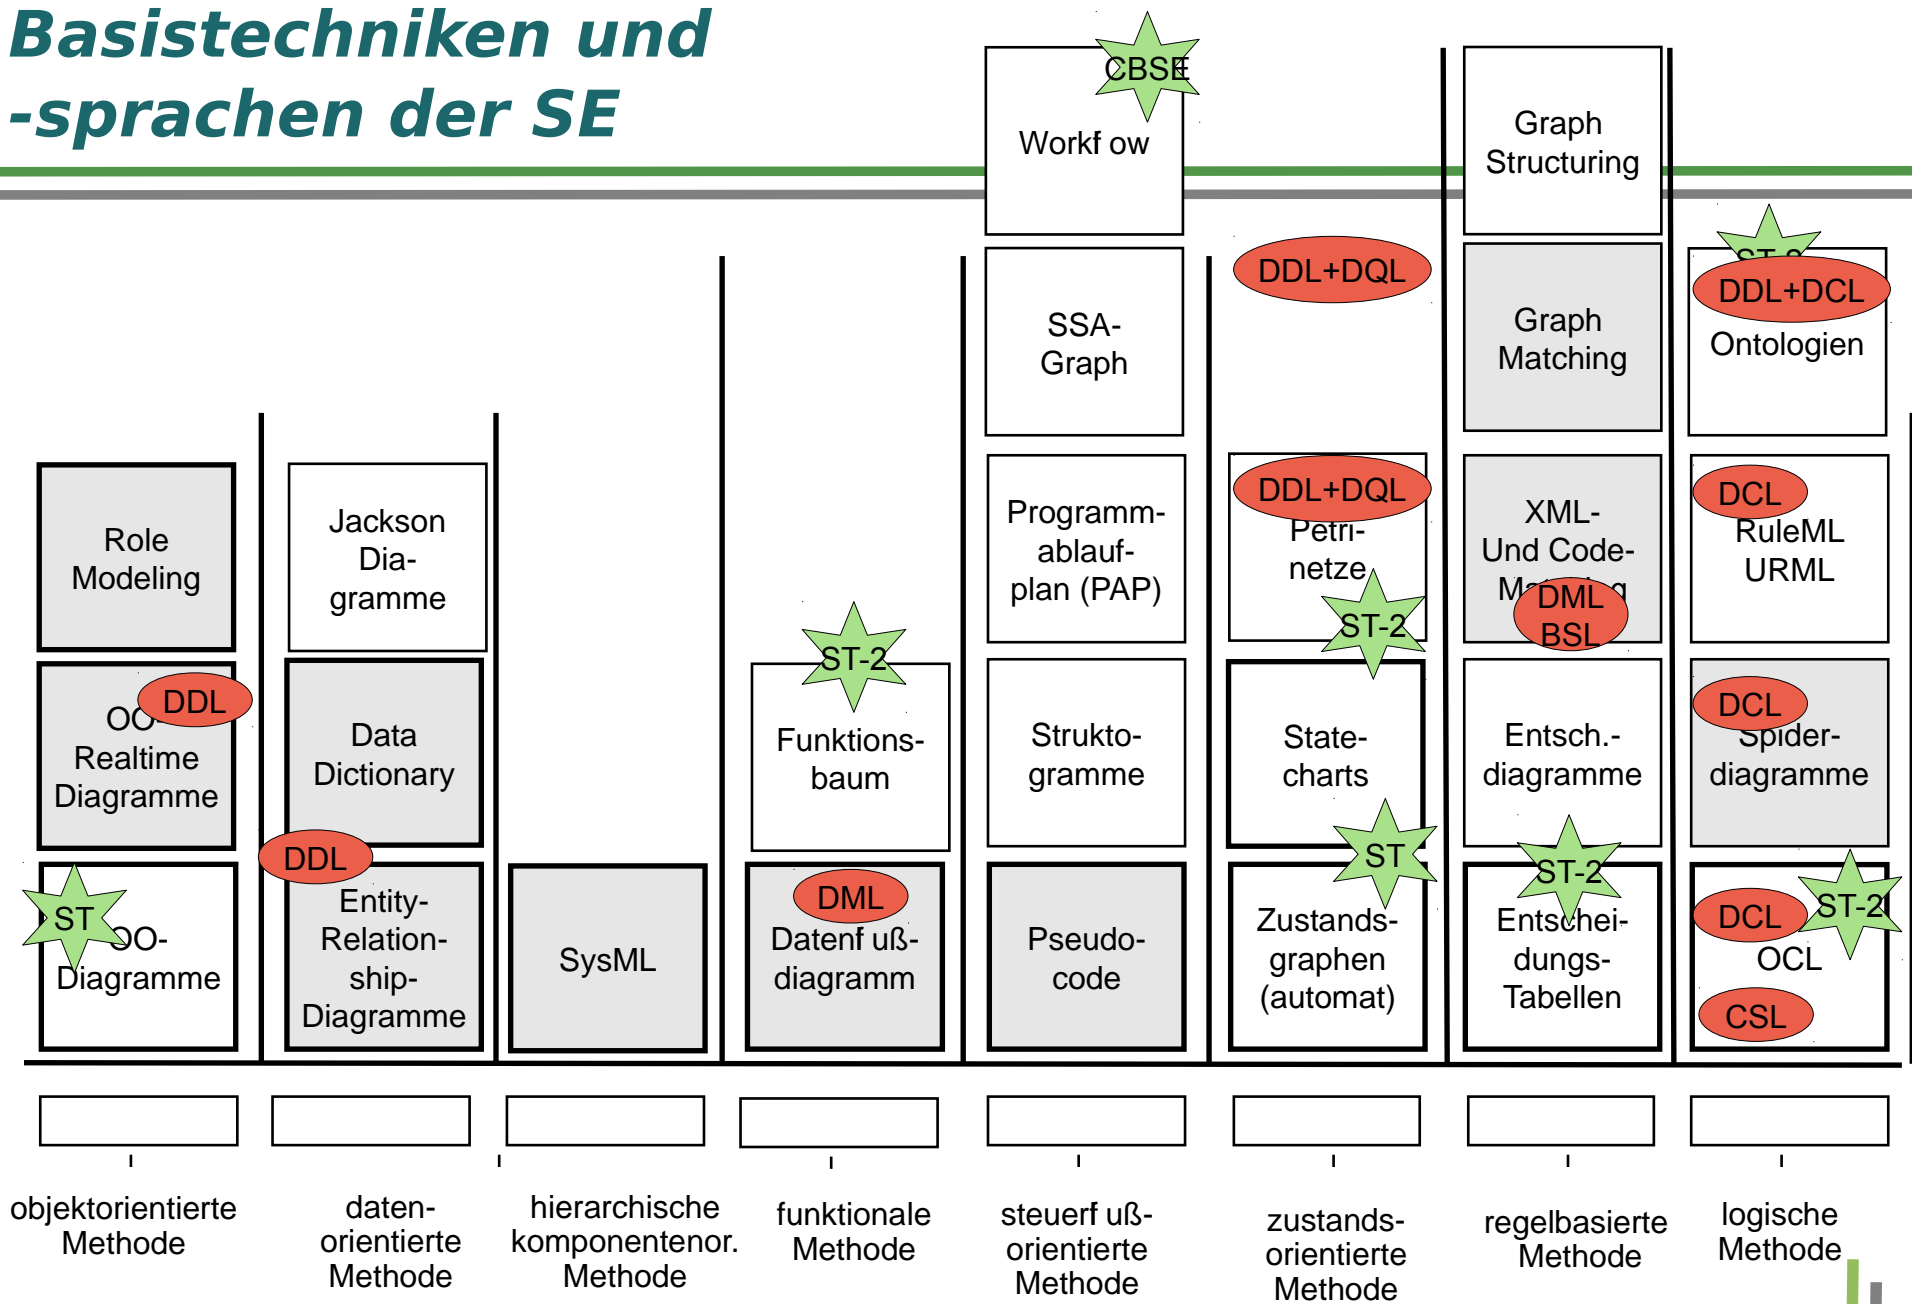 Basistechniken und
-sprachen der SE
CBSE
Workf ow
Graph
Structuring
DDL+DQL
SSA-
Graph
Graph
Matching
DDL+DCL
Ontologien
Role
Modeling
Jackson
Dia-
gramme
Programm-
ablauf-
plan (PAP)
DDL+DQL
Petri-
netze
ST-2
XML-
Und Code-
DML
BSL
DCL
RuleML
URML
DDL
OO-
Realtime
Diagramme
Data
Dictionary
ST-2
Funktions-
baum
Strukto-
gramme
State-
charts
ST
Entsch.-
diagramme
DCL
Spider-
diagramme
ST
OO-
Diagramme
DDL
Entity-
Relation-
ship-
Diagramme
SysML
DML
Datenf uß-
diagramm
Pseudo-
code
Zustands-
graphen
(automat)
ST-2
Entschei-
dungs-
Tabellen
DCL
ST-2
OCL
CSL
objektorientierte
Methode
daten-
orientierte
Methode
hierarchische
komponentenor.
Methode
funktionale
Methode
steuerf uß-
orientierte
Methode
zustands-
orientierte
Methode
regelbasierte
Methode
logische
Methode